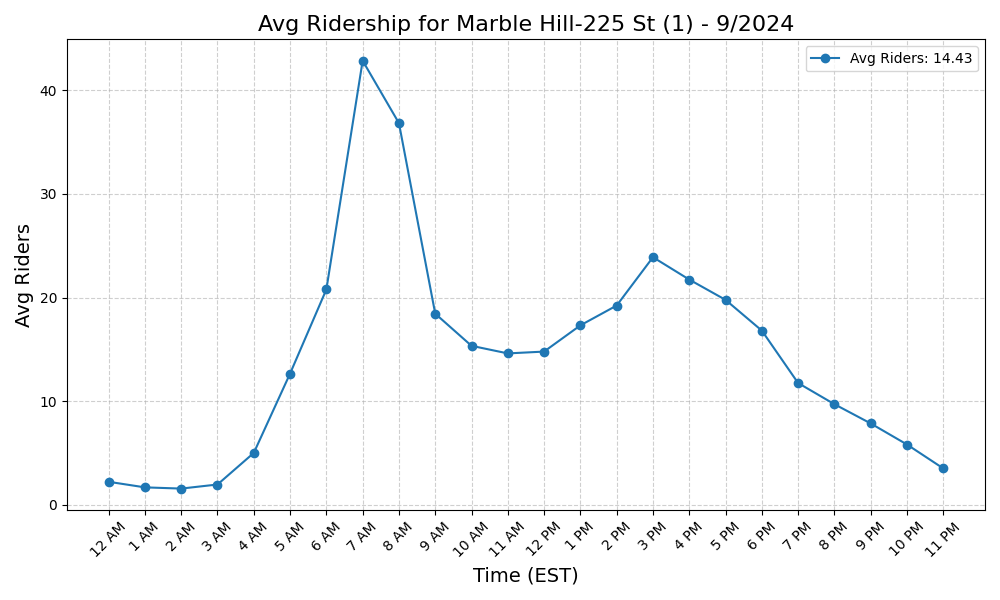 Avg Ridership for Marble Hill-225 St (1) - 9/2024
Avg Riders: 14.43
Avg Riders
40
30
20
10
0
12 AM
1 AM
2 AM
3 AM
4 AM
5 AM
6 AM
7 AM
8 AM
9 AM
10 AM
11 AM
12 PM
1 PM
2 PM
3 PM
4 PM
5 PM
6 PM
7 PM
8 PM
9 PM
10 PM
11 PM
Time (EST)